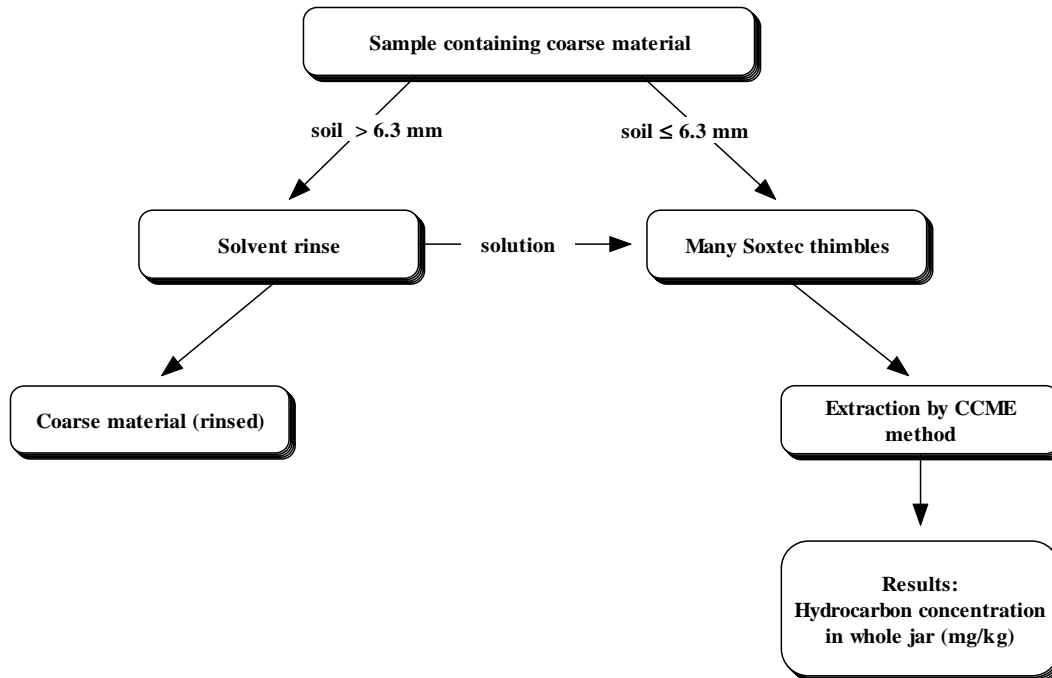 Sample containing coarse material
soil > 6.3 mm
soil ≤ 6.3 mm
Solvent rinse
solution
Many Soxtec thimbles
Coarse material (rinsed)
Extraction by CCME
method
Results:
Hydrocarbon concentration
in whole jar (mg/kg)